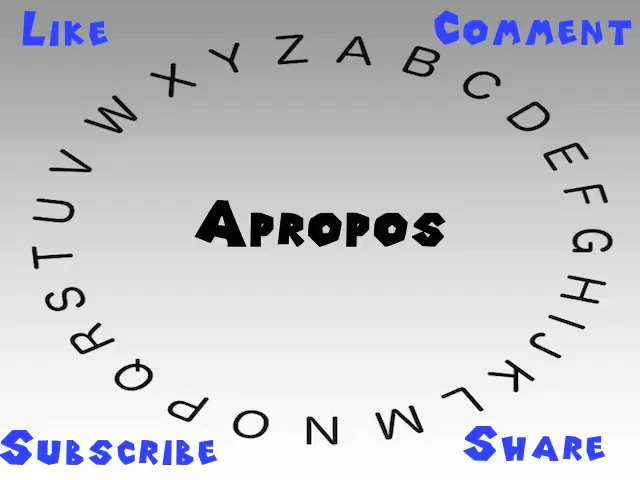 Like
Comment
A B C D E F G H I J K L M N O P Q R S T U V W X Y Z
Apropos
Subscribe
Share